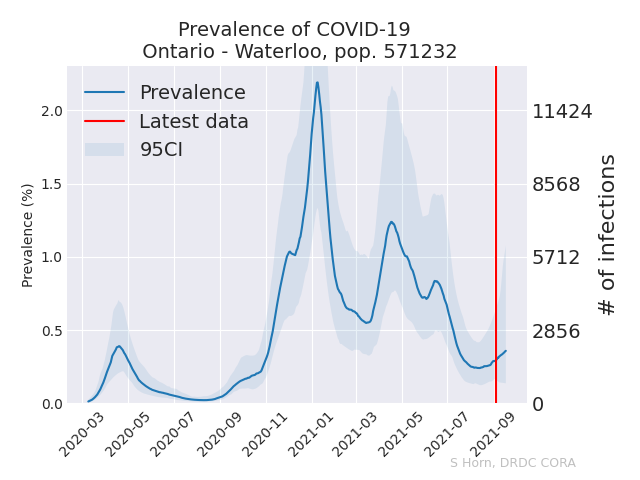 Prevalence of COVID-19
Ontario - Waterloo, pop. 571232
Prevalence
Latest data
95CI
Prevalence (%)
2.0
1.5
1.0
0.5
0.0
11424
8568
5712
2856
0
# of infections
2020-03
2020-05
2020-07
2020-09
2020-11
2021-01
2021-03
2021-05
2021-07
2021-09
S Horn, DRDC CORA